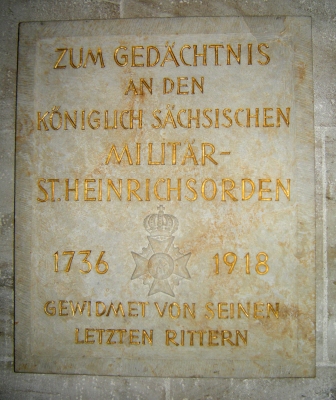 ZUM GEDÄCHTNIS
AN DEN
KÖNIGLICH SÄCHSISCHEN
MILITÄR-
ST. HEINRICHSORDEN
1736 1918
GEWIDMET VON SEINEN
LETZTEN RITTERN